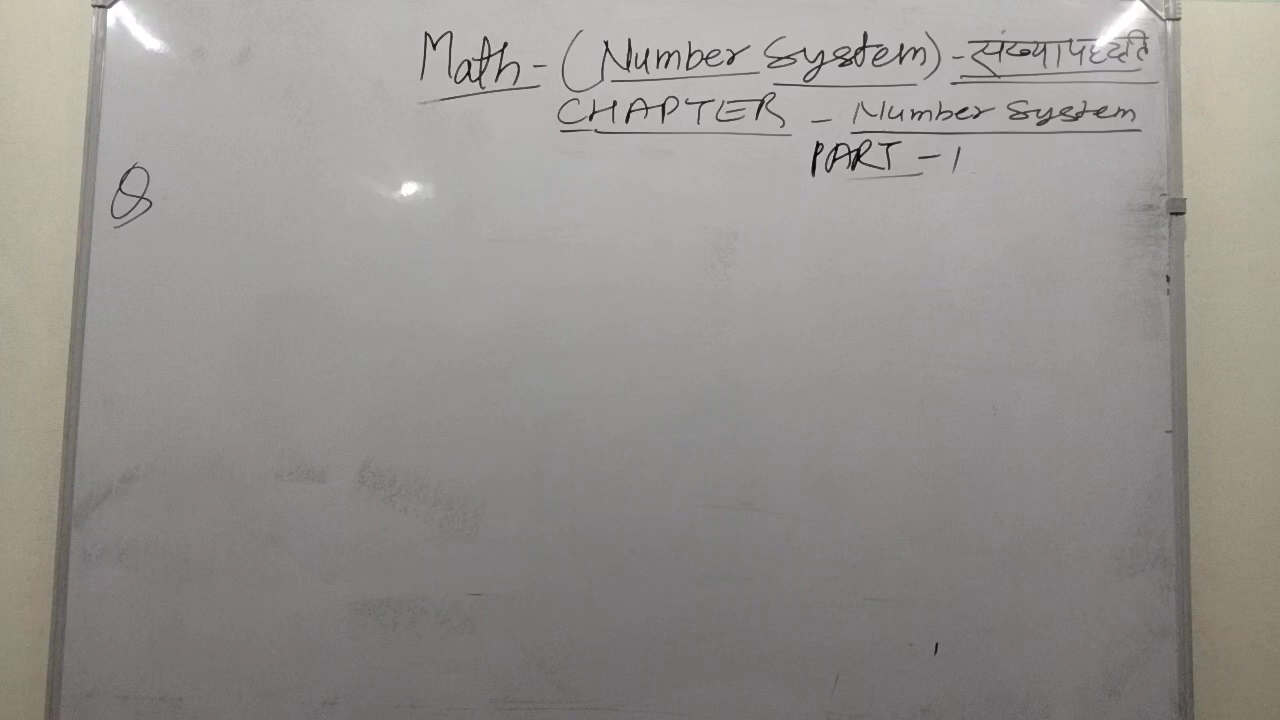 Math - (Number System) - संख्या पद्धति
CHAPTER - Number System
PART - 1
Q